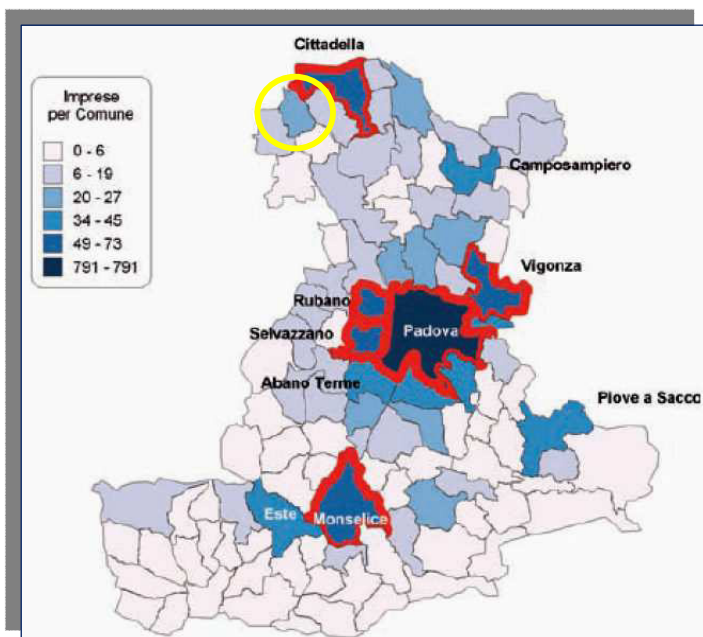 Cittadella
Imprese
per Comune
0 - 6
6 - 19
20 - 27
34 - 45
49 - 73
791 - 791
Camposampiero
Vigonza
Rubano
Padova
Selvazzano
Abano Terme
Piove a Sacco
Este
Monselice